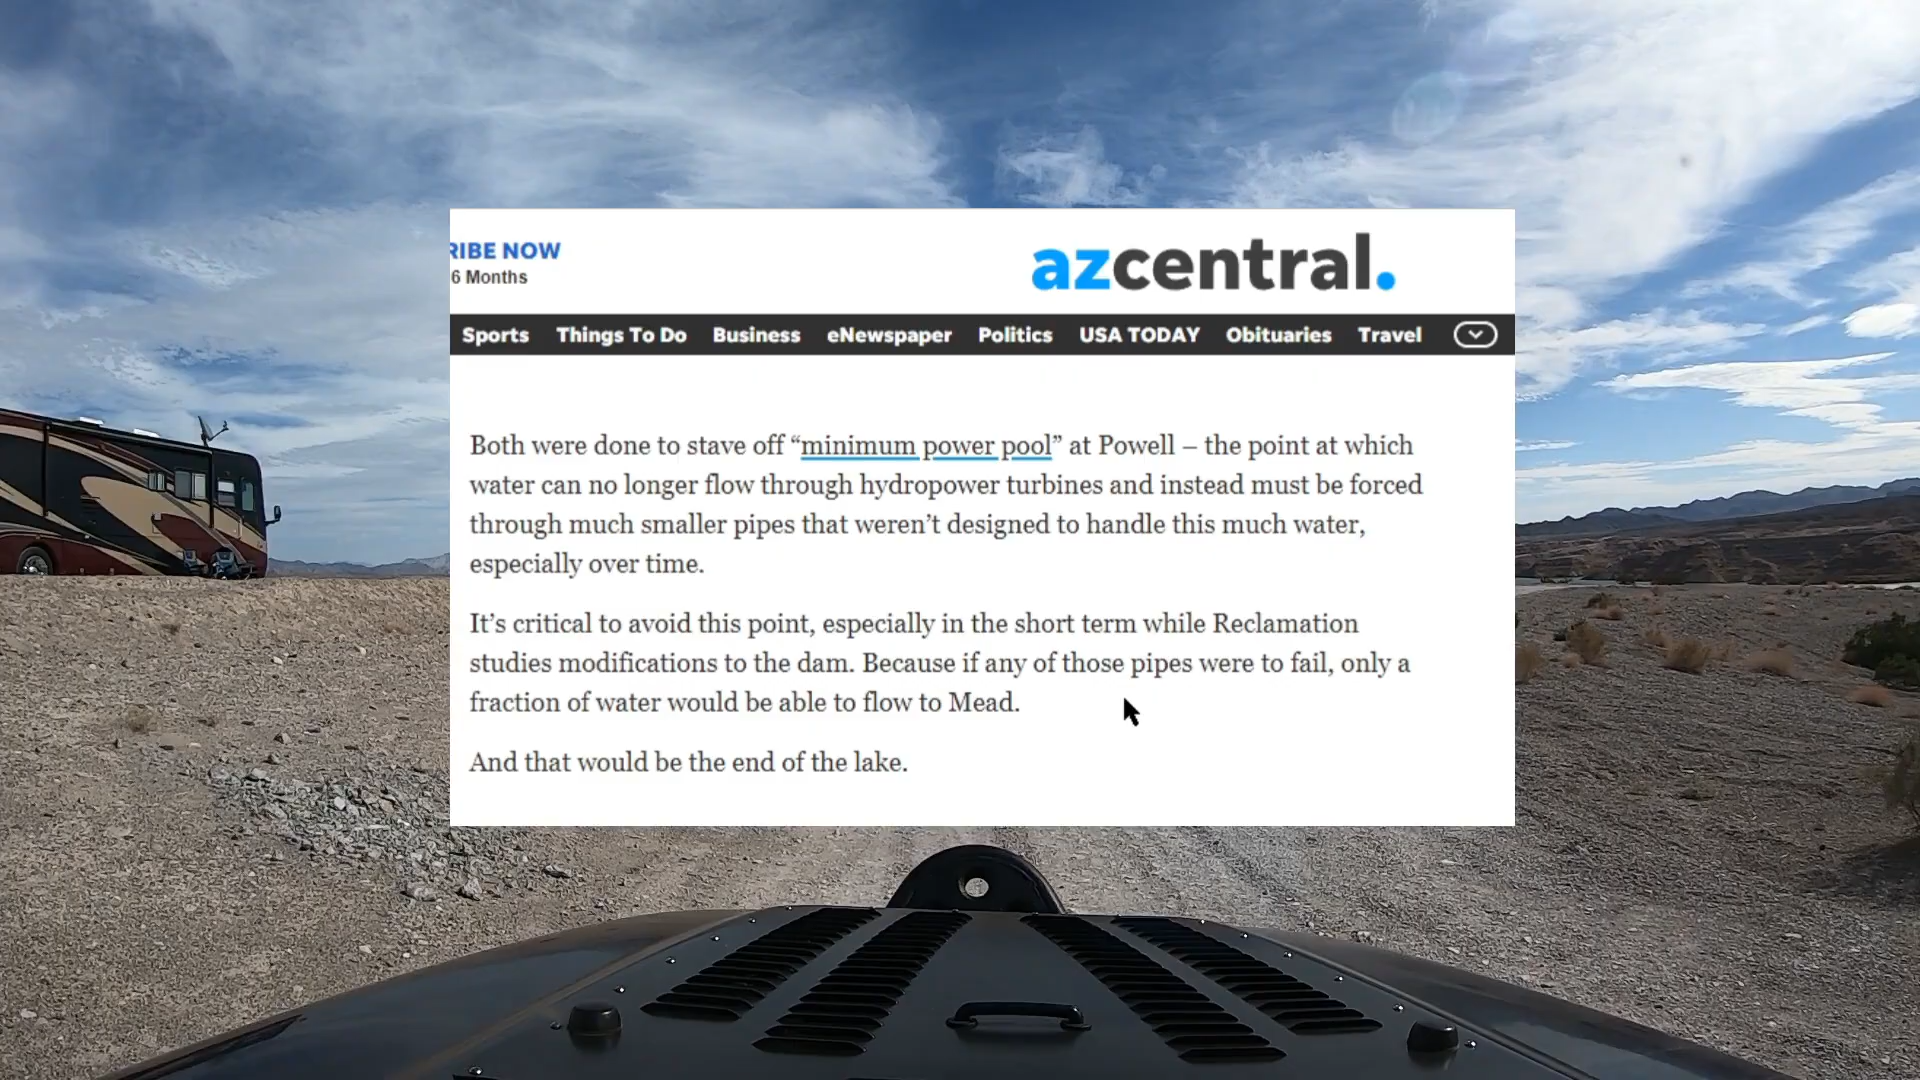 RIBE NOW
6 Months
azcentral.
Sports Things To Do Business eNewspaper Politics USA TODAY Obituaries Travel
Both were done to stave off “minimum power pool” at Powell – the point at which
water can no longer flow through hydropower turbines and instead must be forced
through much smaller pipes that weren’t designed to handle this much water,
especially over time.
It’s critical to avoid this point, especially in the short term while Reclamation
studies modifications to the dam. Because if any of those pipes were to fail, only a
fraction of water would be able to flow to Mead.
And that would be the end of the lake.